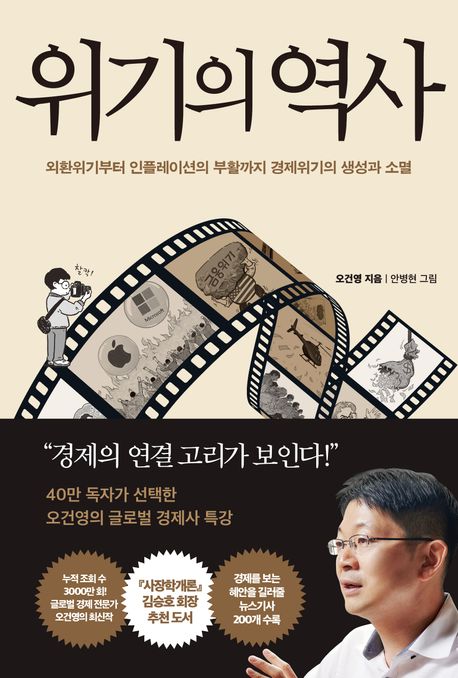 위기의 역사
외환위기부터 인플레이션의 부활까지 경제위기의 생성과 소멸
찰칵!
오건영 지음 | 안병현 그림
금융위기
Microsoft
“경제의 연결 고리가 보인다!”
40만 독자가 선택한
오건영의 글로벌 경제사 특강
누적 조회 수
3000만 회!
글로벌 경제 전문가
오건영의 최신작
『사장학개론』
김승호 회장
추천 도서
경제를 보는
혜안을 길러줄
뉴스기사
200개 수록